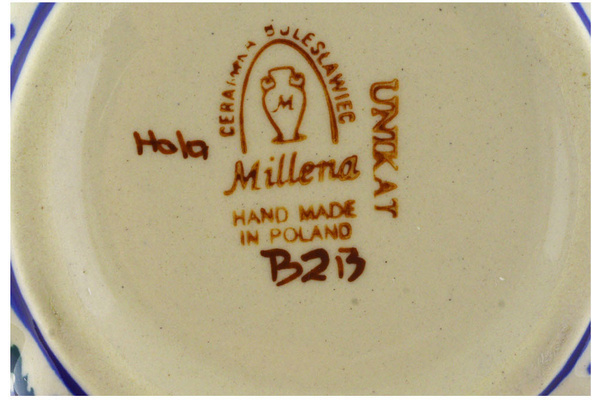 CERAMIKA BOLESŁAWIEC
M
Hola
Millena
UNIKAT
HAND MADE
IN POLAND
B213